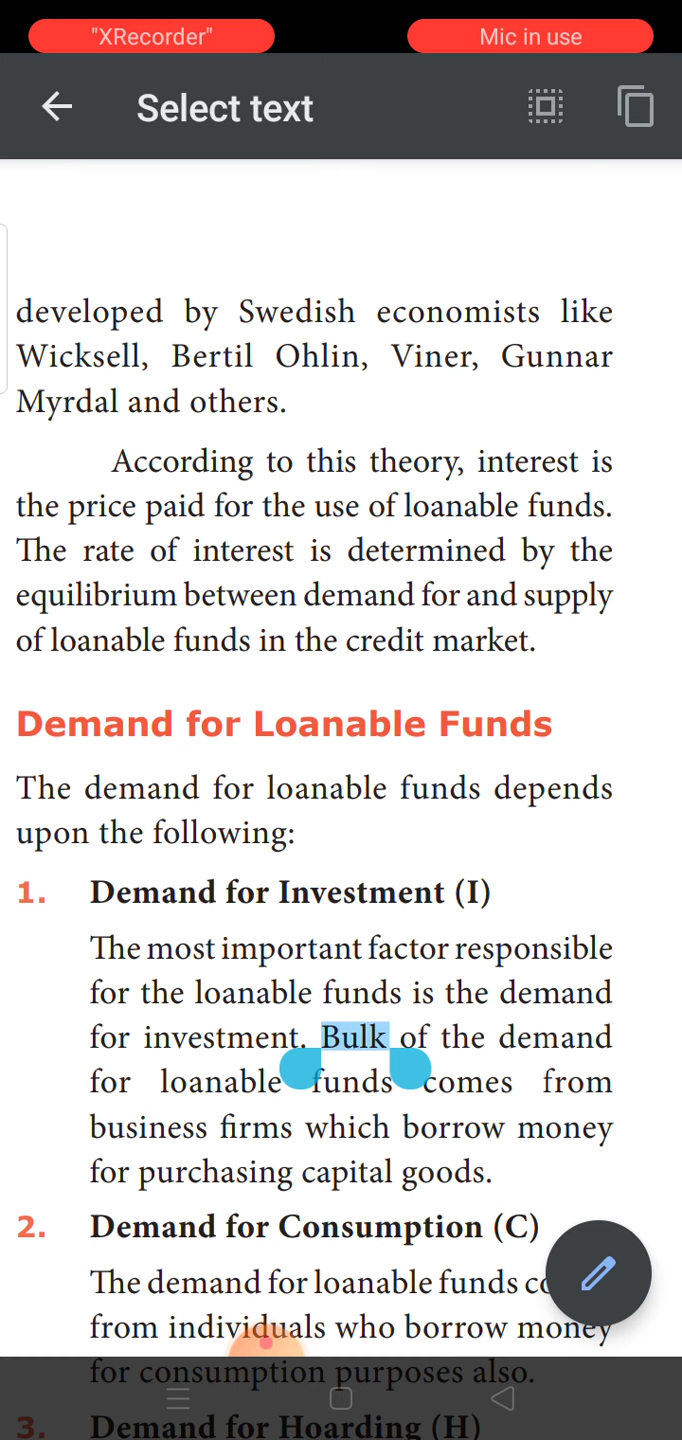 "XRecorder"
Mic in use
Select text
developed by Swedish economists like
Wicksell, Bertil Ohlin, Viner, Gunnar
Myrdal and others.
According to this theory, interest is
the price paid for the use of loanable funds.
The rate of interest is determined by the
equilibrium between demand for and supply
of loanable funds in the credit market.
Demand for Loanable Funds
The demand for loanable funds depends
upon the following:
1. Demand for Investment (I)
The most important factor responsible
for the loanable funds is the demand
for investment. Bulk of the demand
for loanable funds comes from
business firms which borrow money
for purchasing capital goods.
2. Demand for Consumption (C)
The demand for loanable funds
from individuals who borrow money
for consumption purposes also.
3. Demand for Hoarding (H)